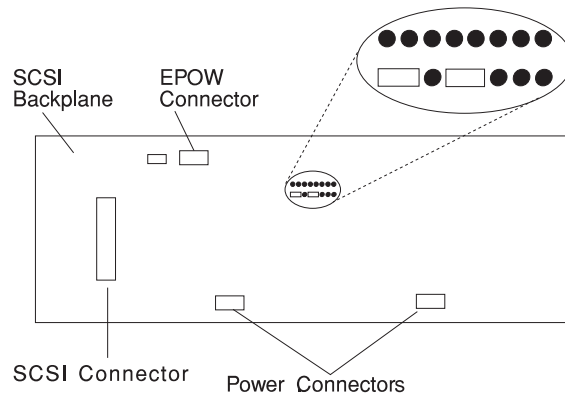 SCSI
Backplane
EPOW
Connector
SCSI Connector
Power Connectors